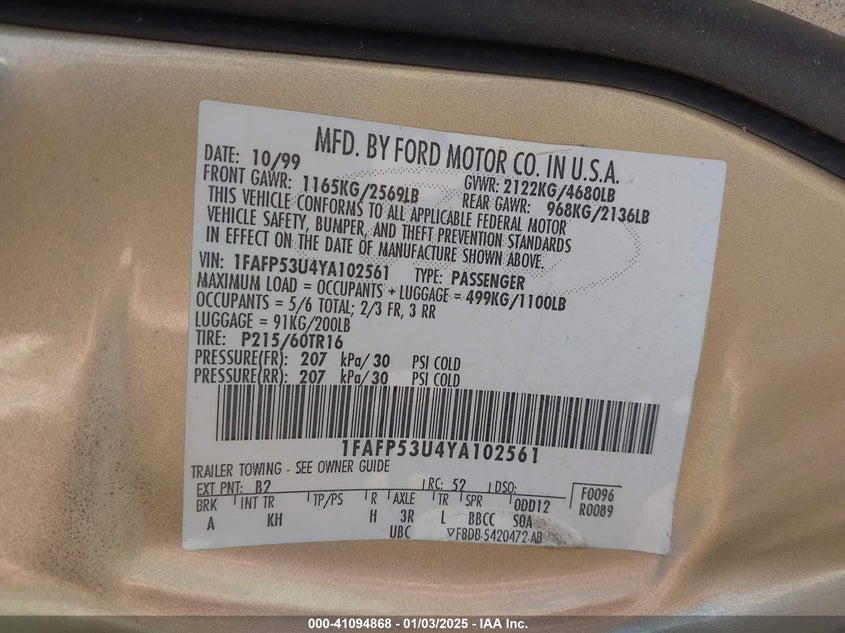 MFD. BY FORD MOTOR CO. IN U.S.A.
DATE: 10/99
GVWR: 2122KG/4680LB
FRONT GAWR: 1165KG/2569LB REAR GAWR: 968KG/2136LB
THIS VEHICLE CONFORMS TO ALL APPLICABLE FEDERAL MOTOR
VEHICLE SAFETY, BUMPER, AND THEFT PREVENTION STANDARDS
IN EFFECT ON THE DATE OF MANUFACTURE SHOWN ABOVE.
VIN: 1FAFP53U4YA102561 TYPE: PASSENGER
MAXIMUM LOAD = OCCUPANTS + LUGGAGE = 499KG/1100LB
OCCUPANTS = 5/6 TOTAL; 2/3 FR, 3 RR
LUGGAGE = 91KG/200LB
TIRE: P215/60TR16
PRESSURE(FR) 207 kPa/30 PSI COLD
PRESSURE(RR) 207 kPa/30 PSI COLD
1FAFP53U4YA102561
TRAILER TOWING - SEE OWNER GUIDE
EXT PNT: B2 RC: 52 DSO: F0096
BRK INT TR TP/PS R AXLE TR SPR ODD12 R0089
A KH H 3R L BBCC SOA
UBC ▽F8DB-5420472-AB
000-41094868 - 01/03/2025 - IAA Inc.